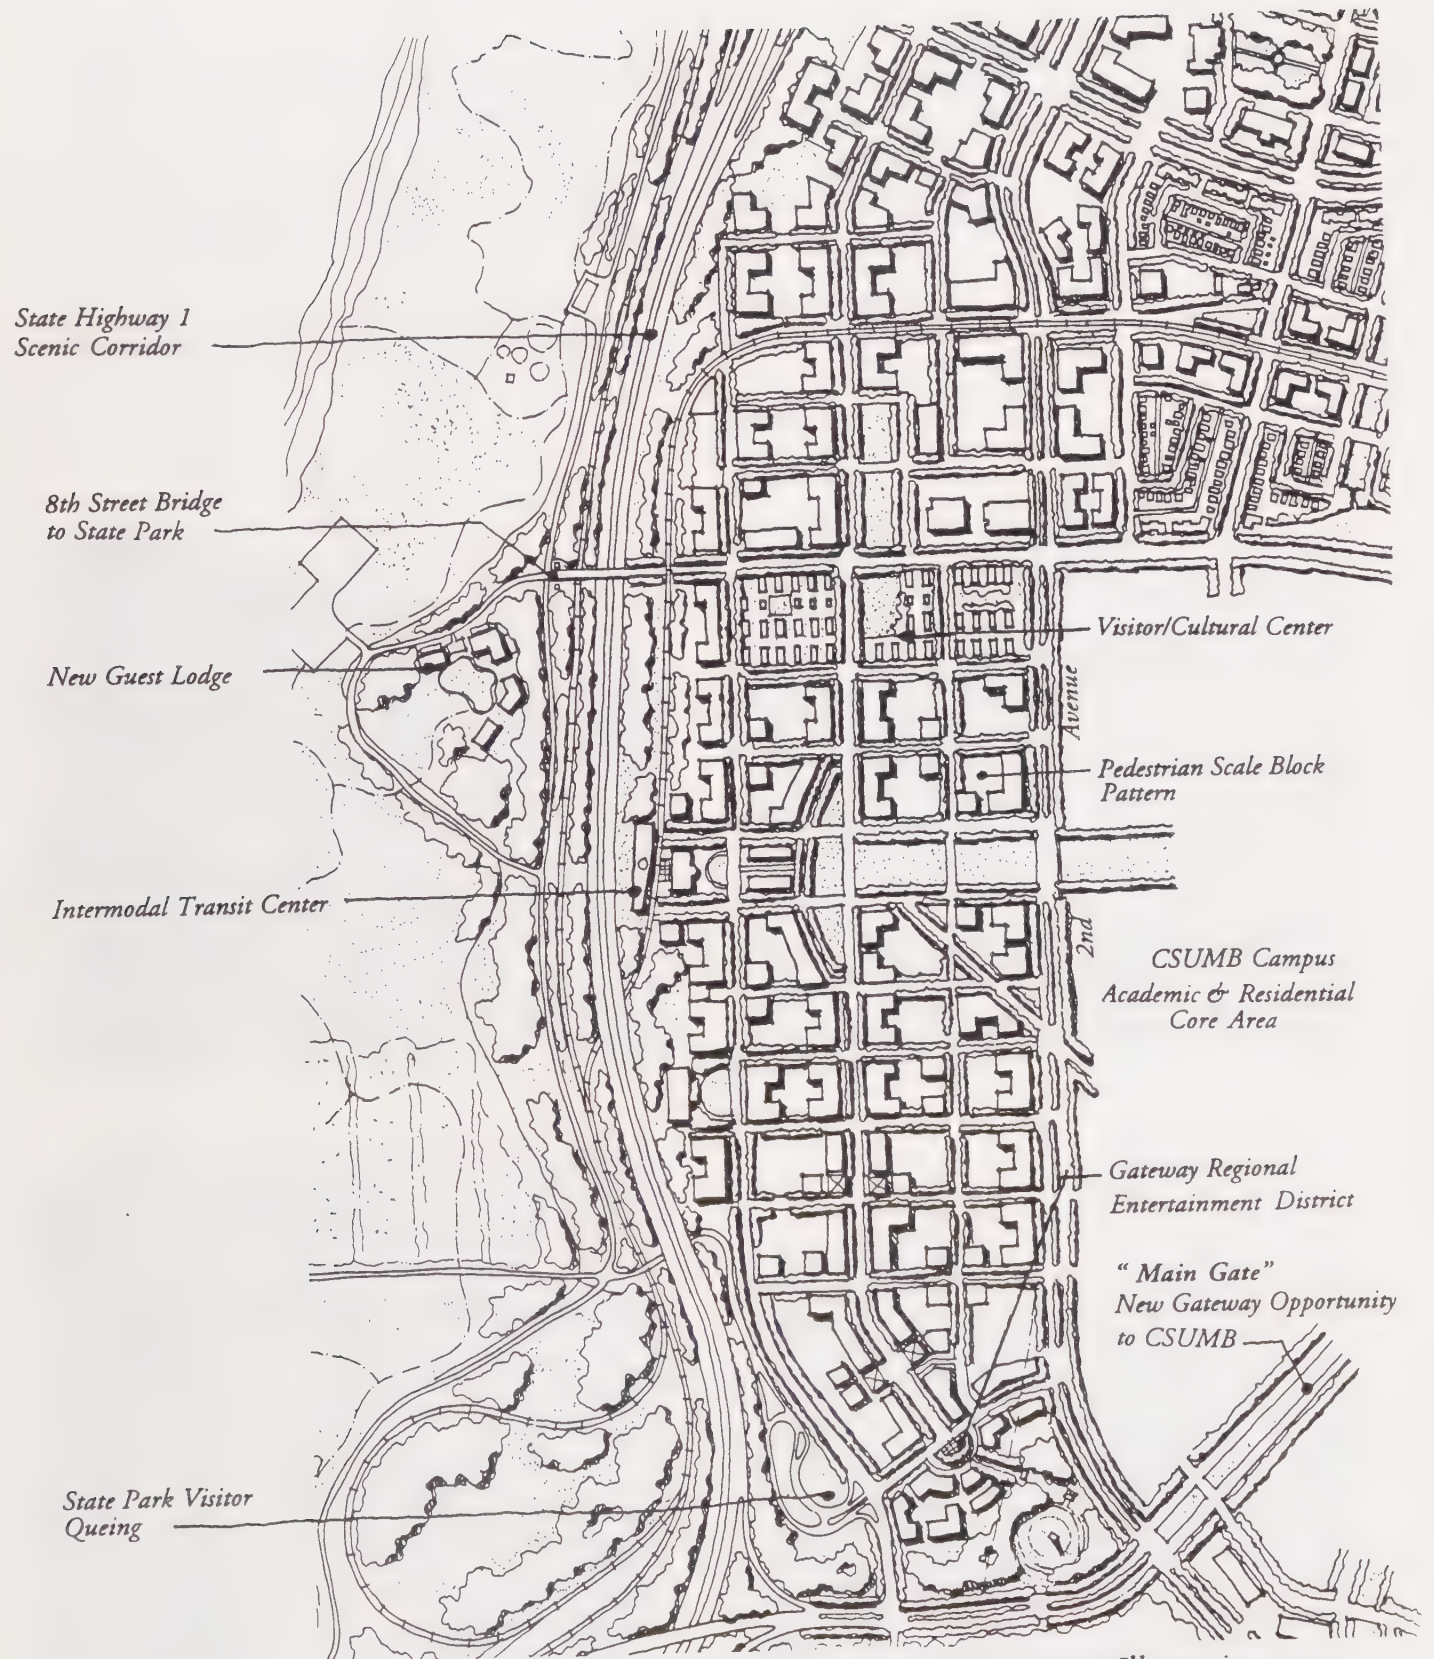 State Highway 1
Scenic Corridor
8th Street Bridge
to State Park
New Guest Lodge
Visitor/Cultural Center
Avenue
Pedestrian Scale Block
Pattern
Intermodal Transit Center
2nd
CSUMB Campus
Academic & Residential
Core Area
Gateway Regional
Entertainment District
"Main Gate"
New Gateway Opportunity
to CSUMB
State Park Visitor
Queing